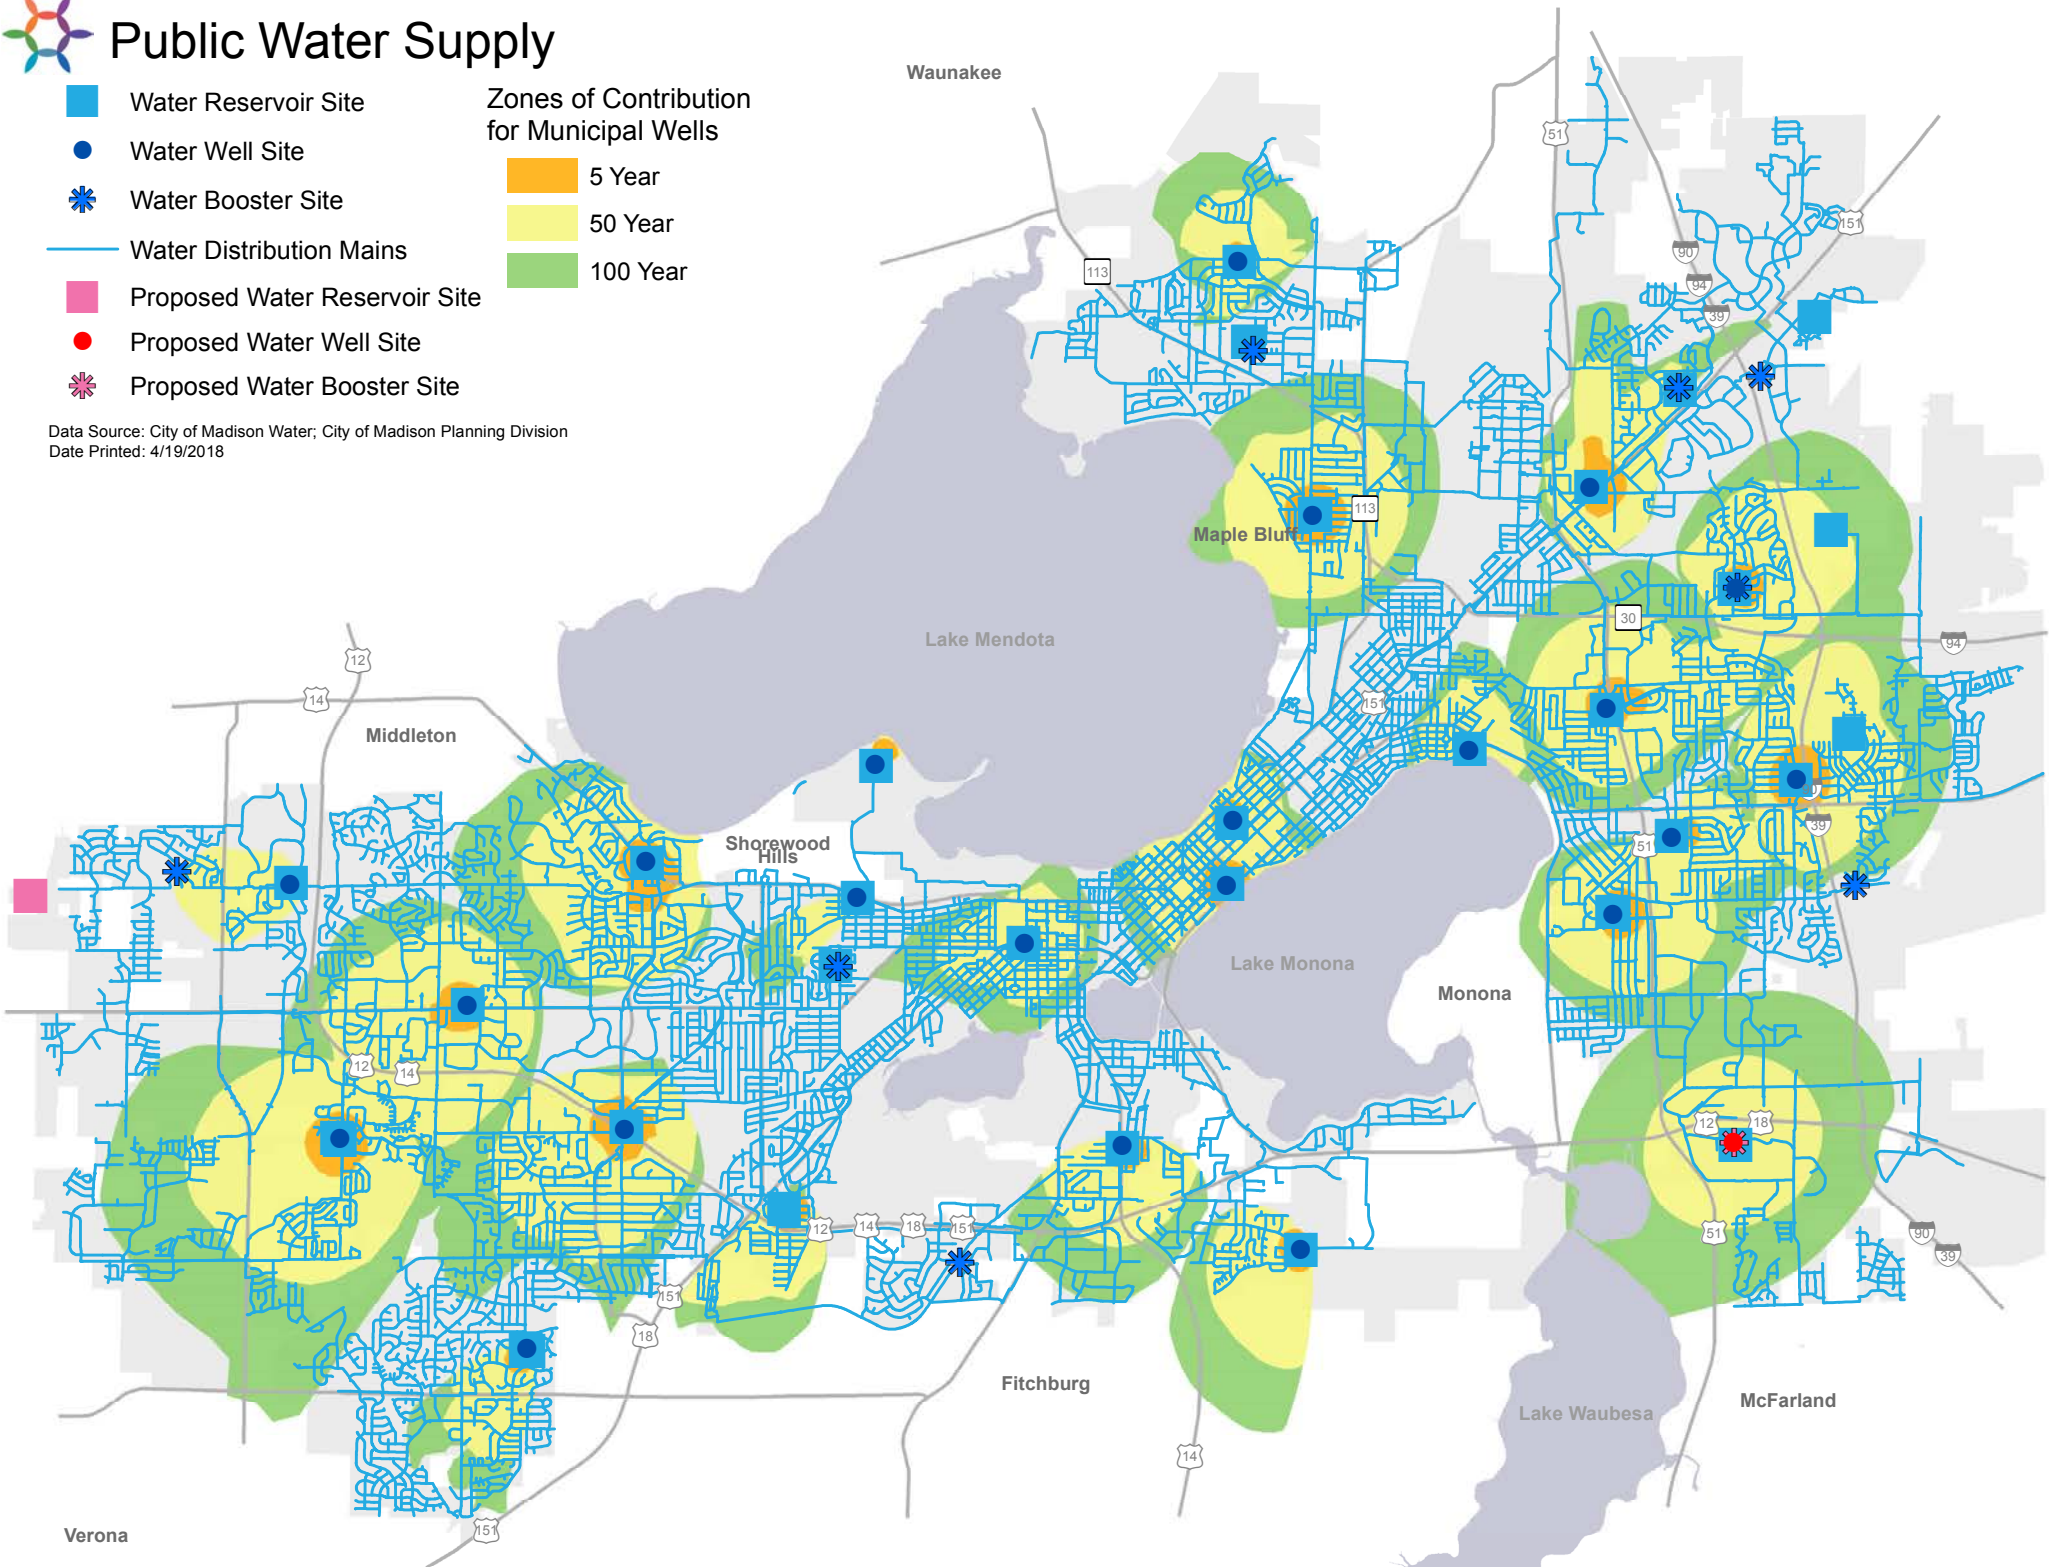 Public Water Supply
Water Reservoir Site
Water Well Site
Water Booster Site
Water Distribution Mains
Proposed Water Reservoir Site
Proposed Water Well Site
Proposed Water Booster Site
Zones of Contribution
for Municipal Wells
5 Year
50 Year
100 Year
Data Source: City of Madison Water; City of Madison Planning Division
Date Printed: 4/19/2018
Waunakee
51
151
90
113
94
39
113
Maple Bluff
30
Lake Mendota
94
12
14
151
Middleton
39
Shorewood
Hills
51
Lake Monona
Monona
12
14
12
18
12
14
18
151
51
90
39
151
18
Fitchburg
McFarland
Lake Waubesa
14
Verona
151